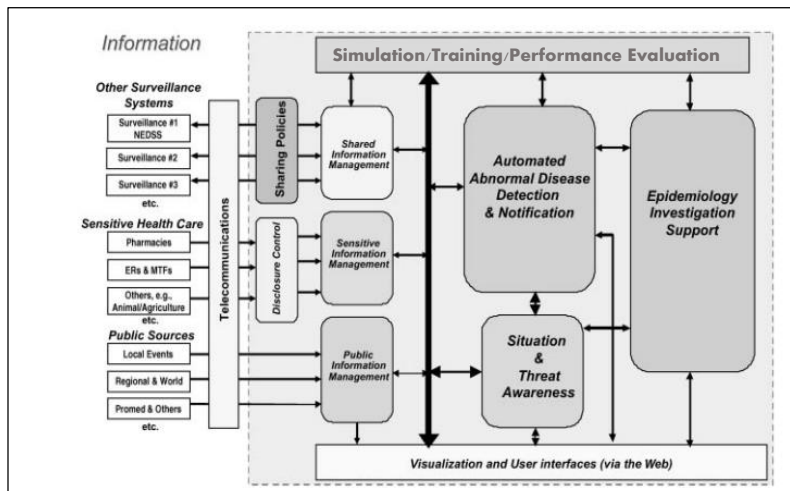 Information
Simulation/Training/Performance Evaluation
Other Surveillance
Systems
Surveillance #1
NEDSS
Surveillance #2
Surveillance #3
etc.
Sensitive Health Care
Pharmacies
ERs & MTFs
Others, e.g.,
Animal/Agriculture
etc.
Public Sources
Local Events
Regional & World
Promed & Others
etc.
Telecommunications
Sharing Policies
Disclosure Control
Shared
Information
Management
Sensitive
Information
Management
Public
Information
Management
Automated
Abnormal Disease
Detection
& Notification
Situation
&
Threat
Awareness
Epidemiology
Investigation
Support
Visualization and User interfaces (via the Web)